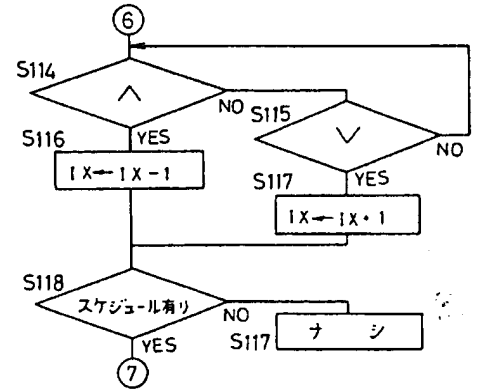 6
S114
∧
NO
S115
∨
NO
S116
YES
IX←IX-1
YES
S117
IX←IX+1
S118
スケジュール有り
NO
YES
S117
ナ シ
7